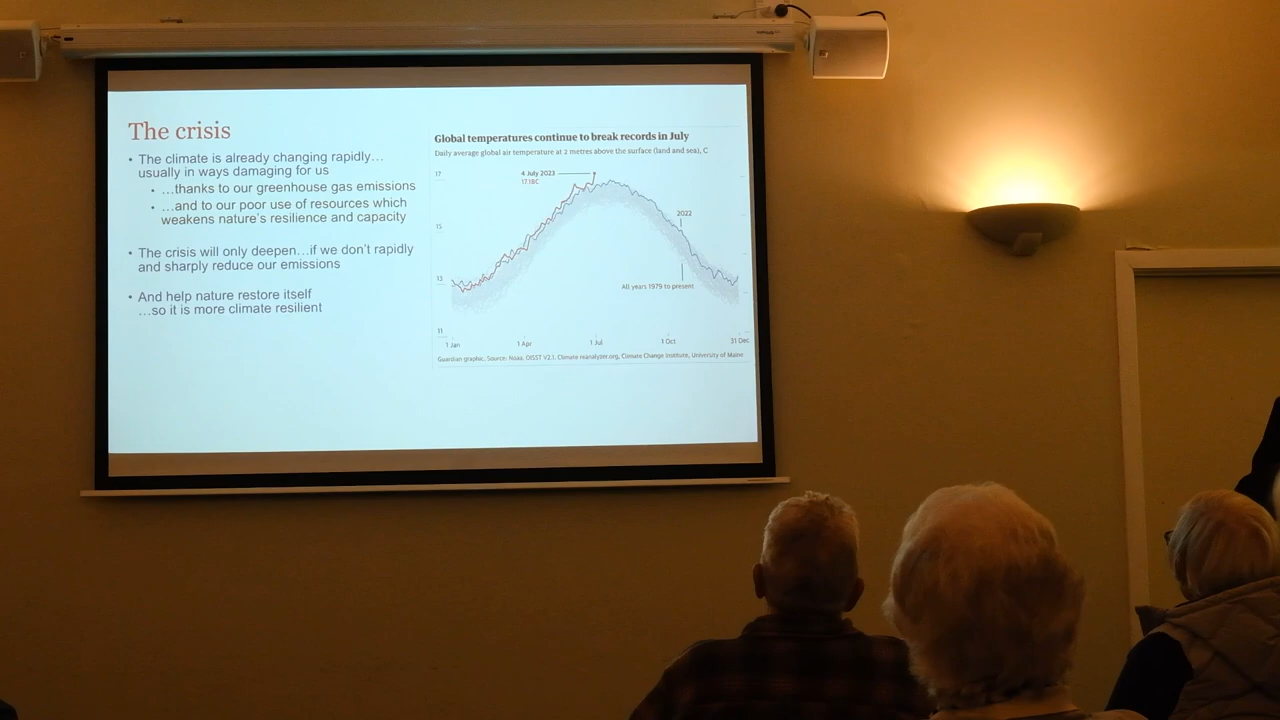 The crisis
• The climate is already changing rapidly…
usually in ways damaging for us
• …thanks to our greenhouse gas emissions
• …and to our poor use of resources which
weakens nature's resilience and capacity
• The crisis will only deepen…if we don't rapidly
and sharply reduce our emissions
• And help nature restore itself
…so it is more climate resilient
Global temperatures continue to break records in July
Daily average global air temperature at 2 metres above the surface (land and sea), C
17
4 July 2023
17.18C
2022
15
13
All years 1979 to present
11
1 Jan
1 Apr
1 Jul
1 Oct
31 Dec
Guardian graphic. Source: Noaa, OISST V2.1. Climate reanalyzer.org, Climate Change Institute, University of Maine